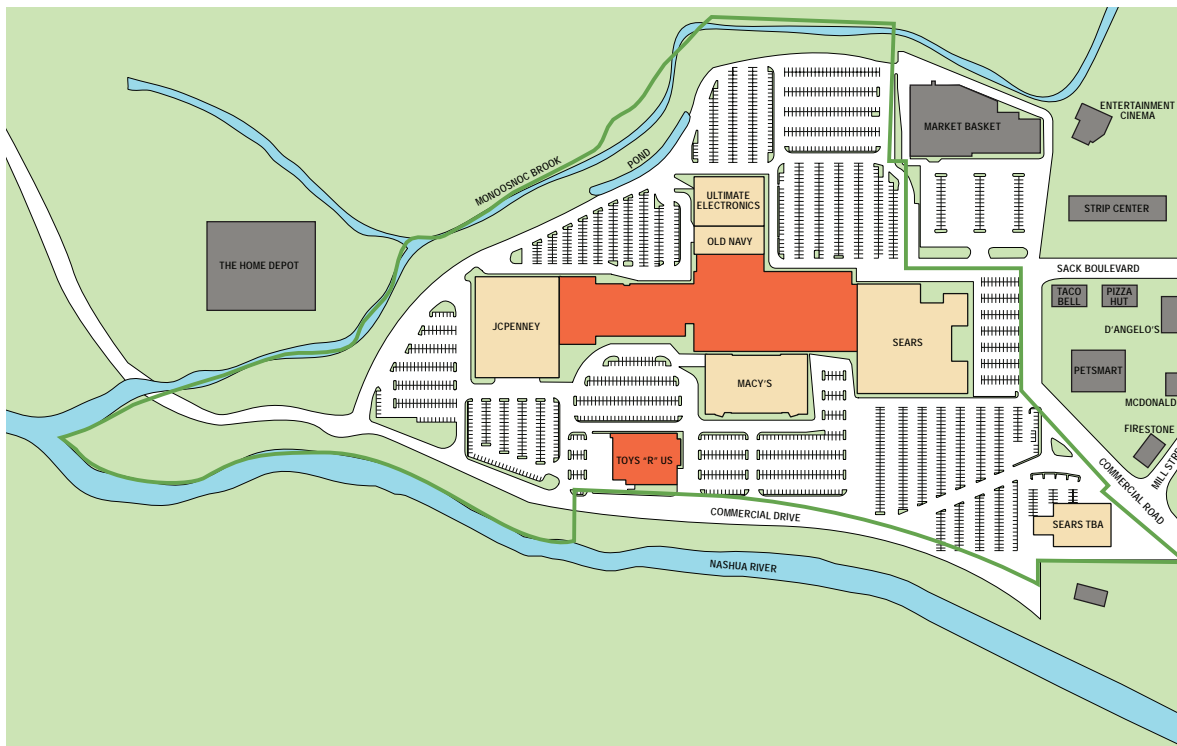 ENTERTAINMENT
CINEMA
MARKET BASKET
POND
MONOOSNOC BROOK
ULTIMATE
ELECTRONICS
STRIP CENTER
OLD NAVY
THE HOME DEPOT
SACK BOULEVARD
TACO
BELL
PIZZA
HUT
JCPENNEY
D'ANGELO'S
SEARS
PETSMART
MACY'S
MCDONALD
FIRESTONE
TOYS "R" US
COMMERCIAL ROAD
MILL STR
COMMERCIAL DRIVE
SEARS TBA
NASHUA RIVER